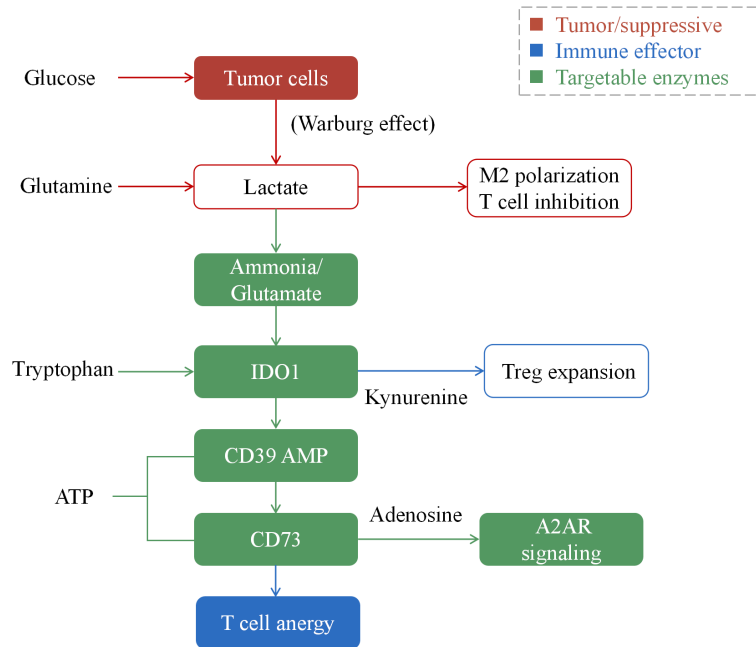 Tumor/suppressive
Immune effector
Targetable enzymes
Glucose
Tumor cells
(Warburg effect)
Glutamine
Lactate
M2 polarization
T cell inhibition
Ammonia/
Glutamate
Tryptophan
IDO1
Kynurenine
Treg expansion
CD39 AMP
ATP
CD73
Adenosine
A2AR
signaling
T cell anergy